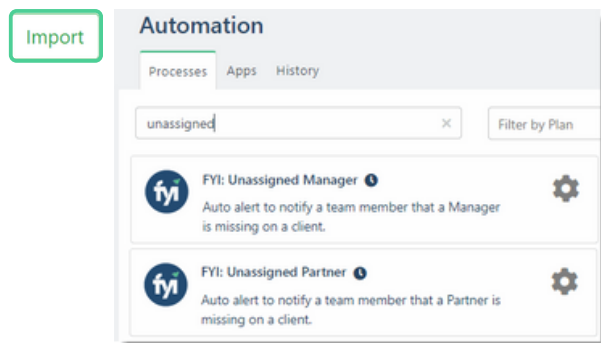 Import
Automation
Processes Apps History
unassigned × Filter by Plan
fyi FYI: Unassigned Manager
Auto alert to notify a team member that a Manager
is missing on a client.
fyi FYI: Unassigned Partner
Auto alert to notify a team member that a Partner is
missing on a client.